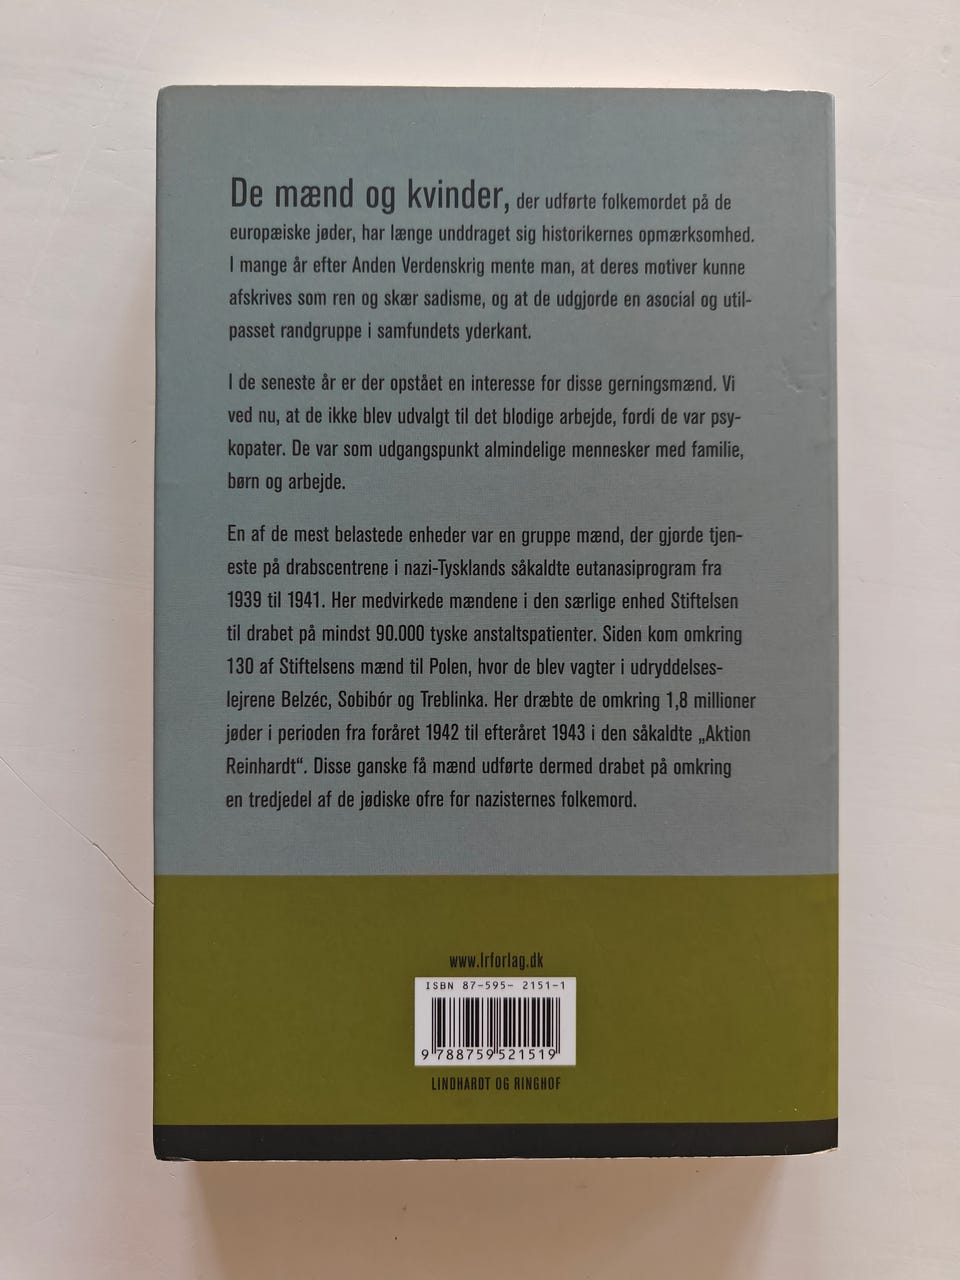 De mænd og kvinder, der udførte folkemordet på de
europæiske jøder, har længe unddraget sig historikernes opmærksomhed.
I mange år efter Anden Verdenskrig mente man, at deres motiver kunne
afskrives som ren og skær sadisme, og at de udgjorde en asocial og util-
passet randgruppe i samfundets yderkant.
I de seneste år er der opstået en interesse for disse gerningsmænd. Vi
ved nu, at de ikke blev udvalgt til det blodige arbejde, fordi de var psy-
kopater. De var som udgangspunkt almindelige mennesker med familie,
børn og arbejde.
En af de mest belastede enheder var en gruppe mænd, der gjorde tjen-
este på drabscentrene i nazi-Tysklands såkaldte eutanasiprogram fra
1939 til 1941. Her medvirkede mændene i den særlige enhed Stiftelsen
til drabet på mindst 90.000 tyske anstaltspatienter. Siden kom omkring
130 af Stiftelsens mænd til Polen, hvor de blev vagter i udryddelses-
lejrene Belzéc, Sobibór og Treblinka. Her dræbte de omkring 1,8 millioner
jøder i perioden fra foråret 1942 til efteråret 1943 i den såkaldte „Aktion
Reinhardt“. Disse ganske få mænd udførte dermed drabet på omkring
en tredjedel af de jødiske ofre for nazisternes folkemord.
www.lrforlag.dk
ISBN 87-595- 2151-1
9 788759 521519
LINDHARDT OG RINGHOF